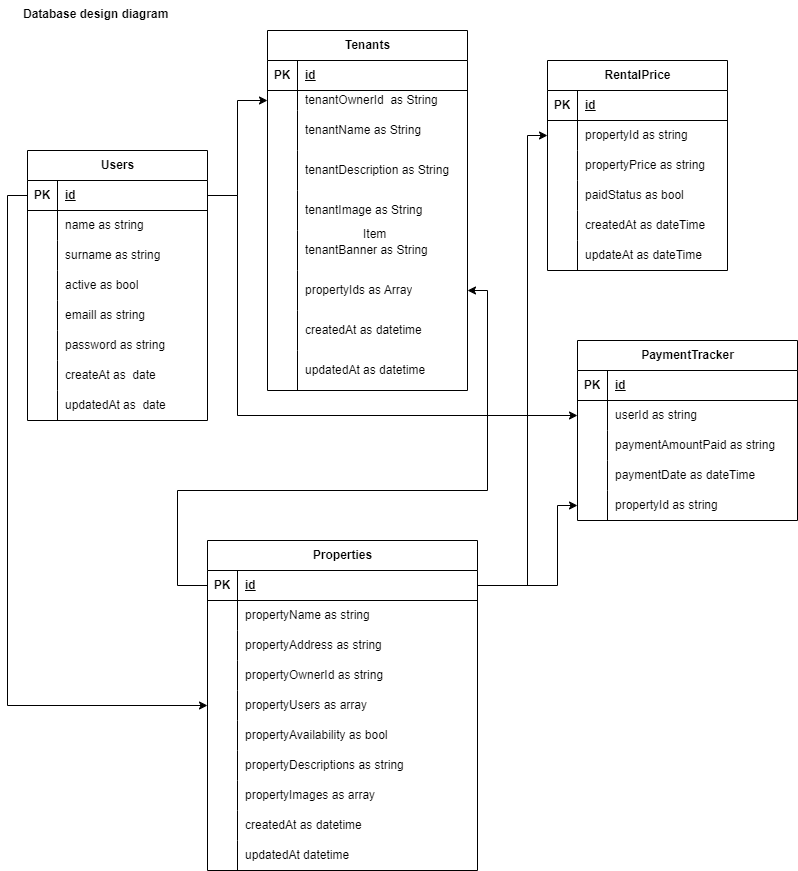 Database design diagram
Tenants
PK id
tenantOwnerId as String
tenantName as String
tenantDescription as String
tenantImage as String
Item
tenantBanner as String
propertyIds as Array
createdAt as datetime
updatedAt as datetime
RentalPrice
PK id
propertyId as string
propertyPrice as string
paidStatus as bool
createdAt as dateTime
updateAt as dateTime
Users
PK id
name as string
surname as string
active as bool
emaill as string
password as string
createAt as date
updatedAt as date
PaymentTracker
PK id
userId as string
paymentAmountPaid as string
paymentDate as dateTime
propertyId as string
Properties
PK id
propertyName as string
propertyAddress as string
propertyOwnerId as string
propertyUsers as array
propertyAvailability as bool
propertyDescriptions as string
propertyImages as array
createdAt as datetime
updatedAt datetime